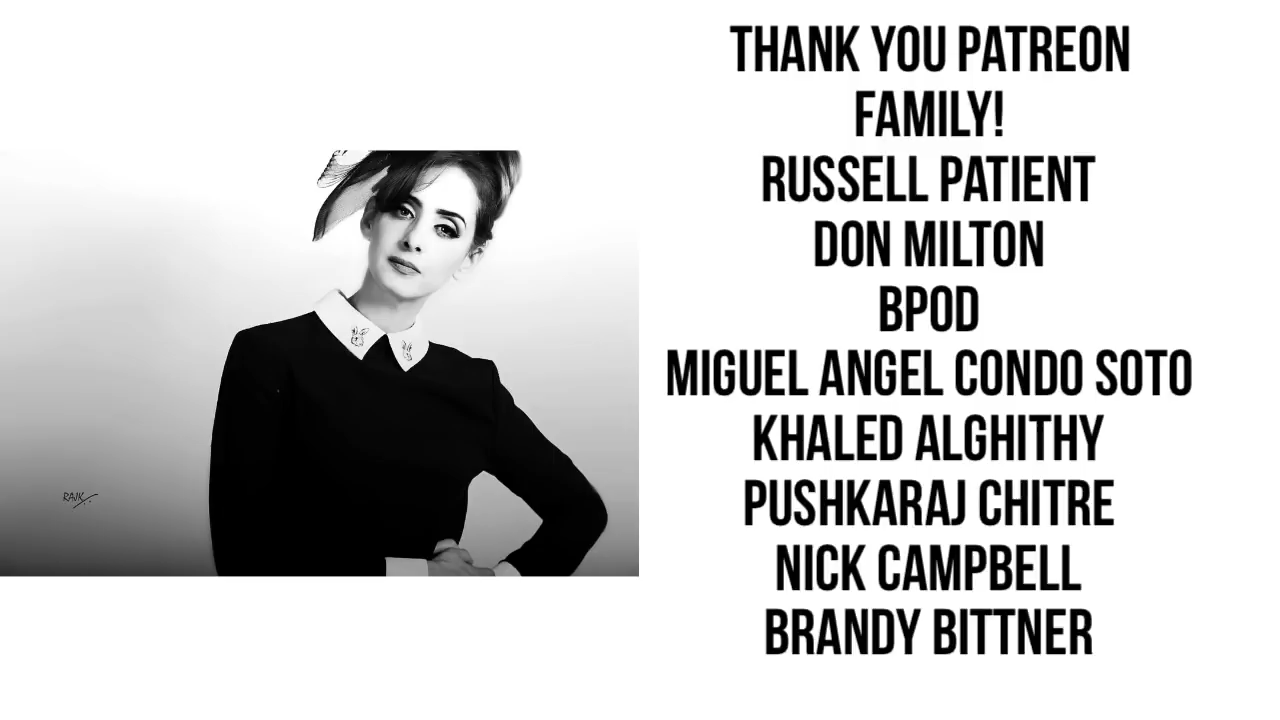 THANK YOU PATREON
FAMILY!
RUSSELL PATIENT
DON MILTON
BPOD
MIGUEL ANGEL CONDO SOTO
KHALED ALGHITHY
PUSHKARAJ CHITRE
NICK CAMPBELL
BRANDY BITTNER
RAJK